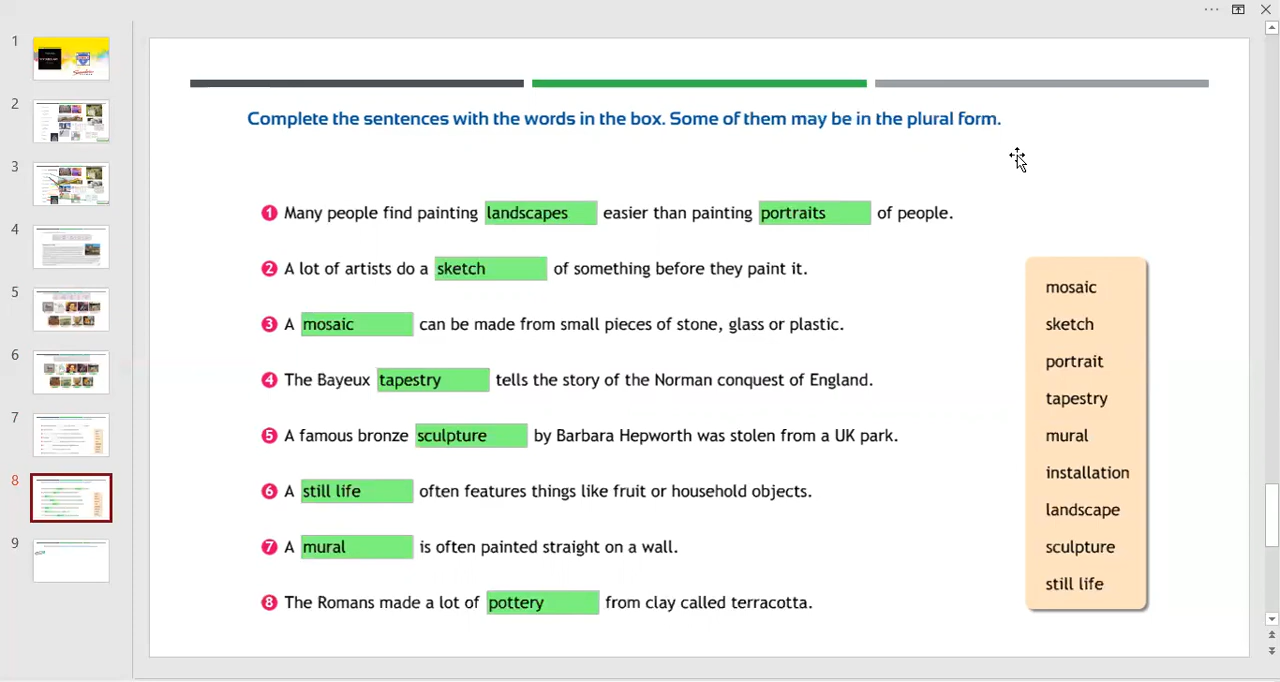 Complete the sentences with the words in the box. Some of them may be in the plural form.
1 Many people find painting landscapes easier than painting portraits of people.
2 A lot of artists do a sketch of something before they paint it.
3 A mosaic can be made from small pieces of stone, glass or plastic.
4 The Bayeux tapestry tells the story of the Norman conquest of England.
5 A famous bronze sculpture by Barbara Hepworth was stolen from a UK park.
6 A still life often features things like fruit or household objects.
7 A mural is often painted straight on a wall.
8 The Romans made a lot of pottery from clay called terracotta.
mosaic
sketch
portrait
tapestry
mural
installation
landscape
sculpture
still life
1
2
3
4
5
6
7
8
9